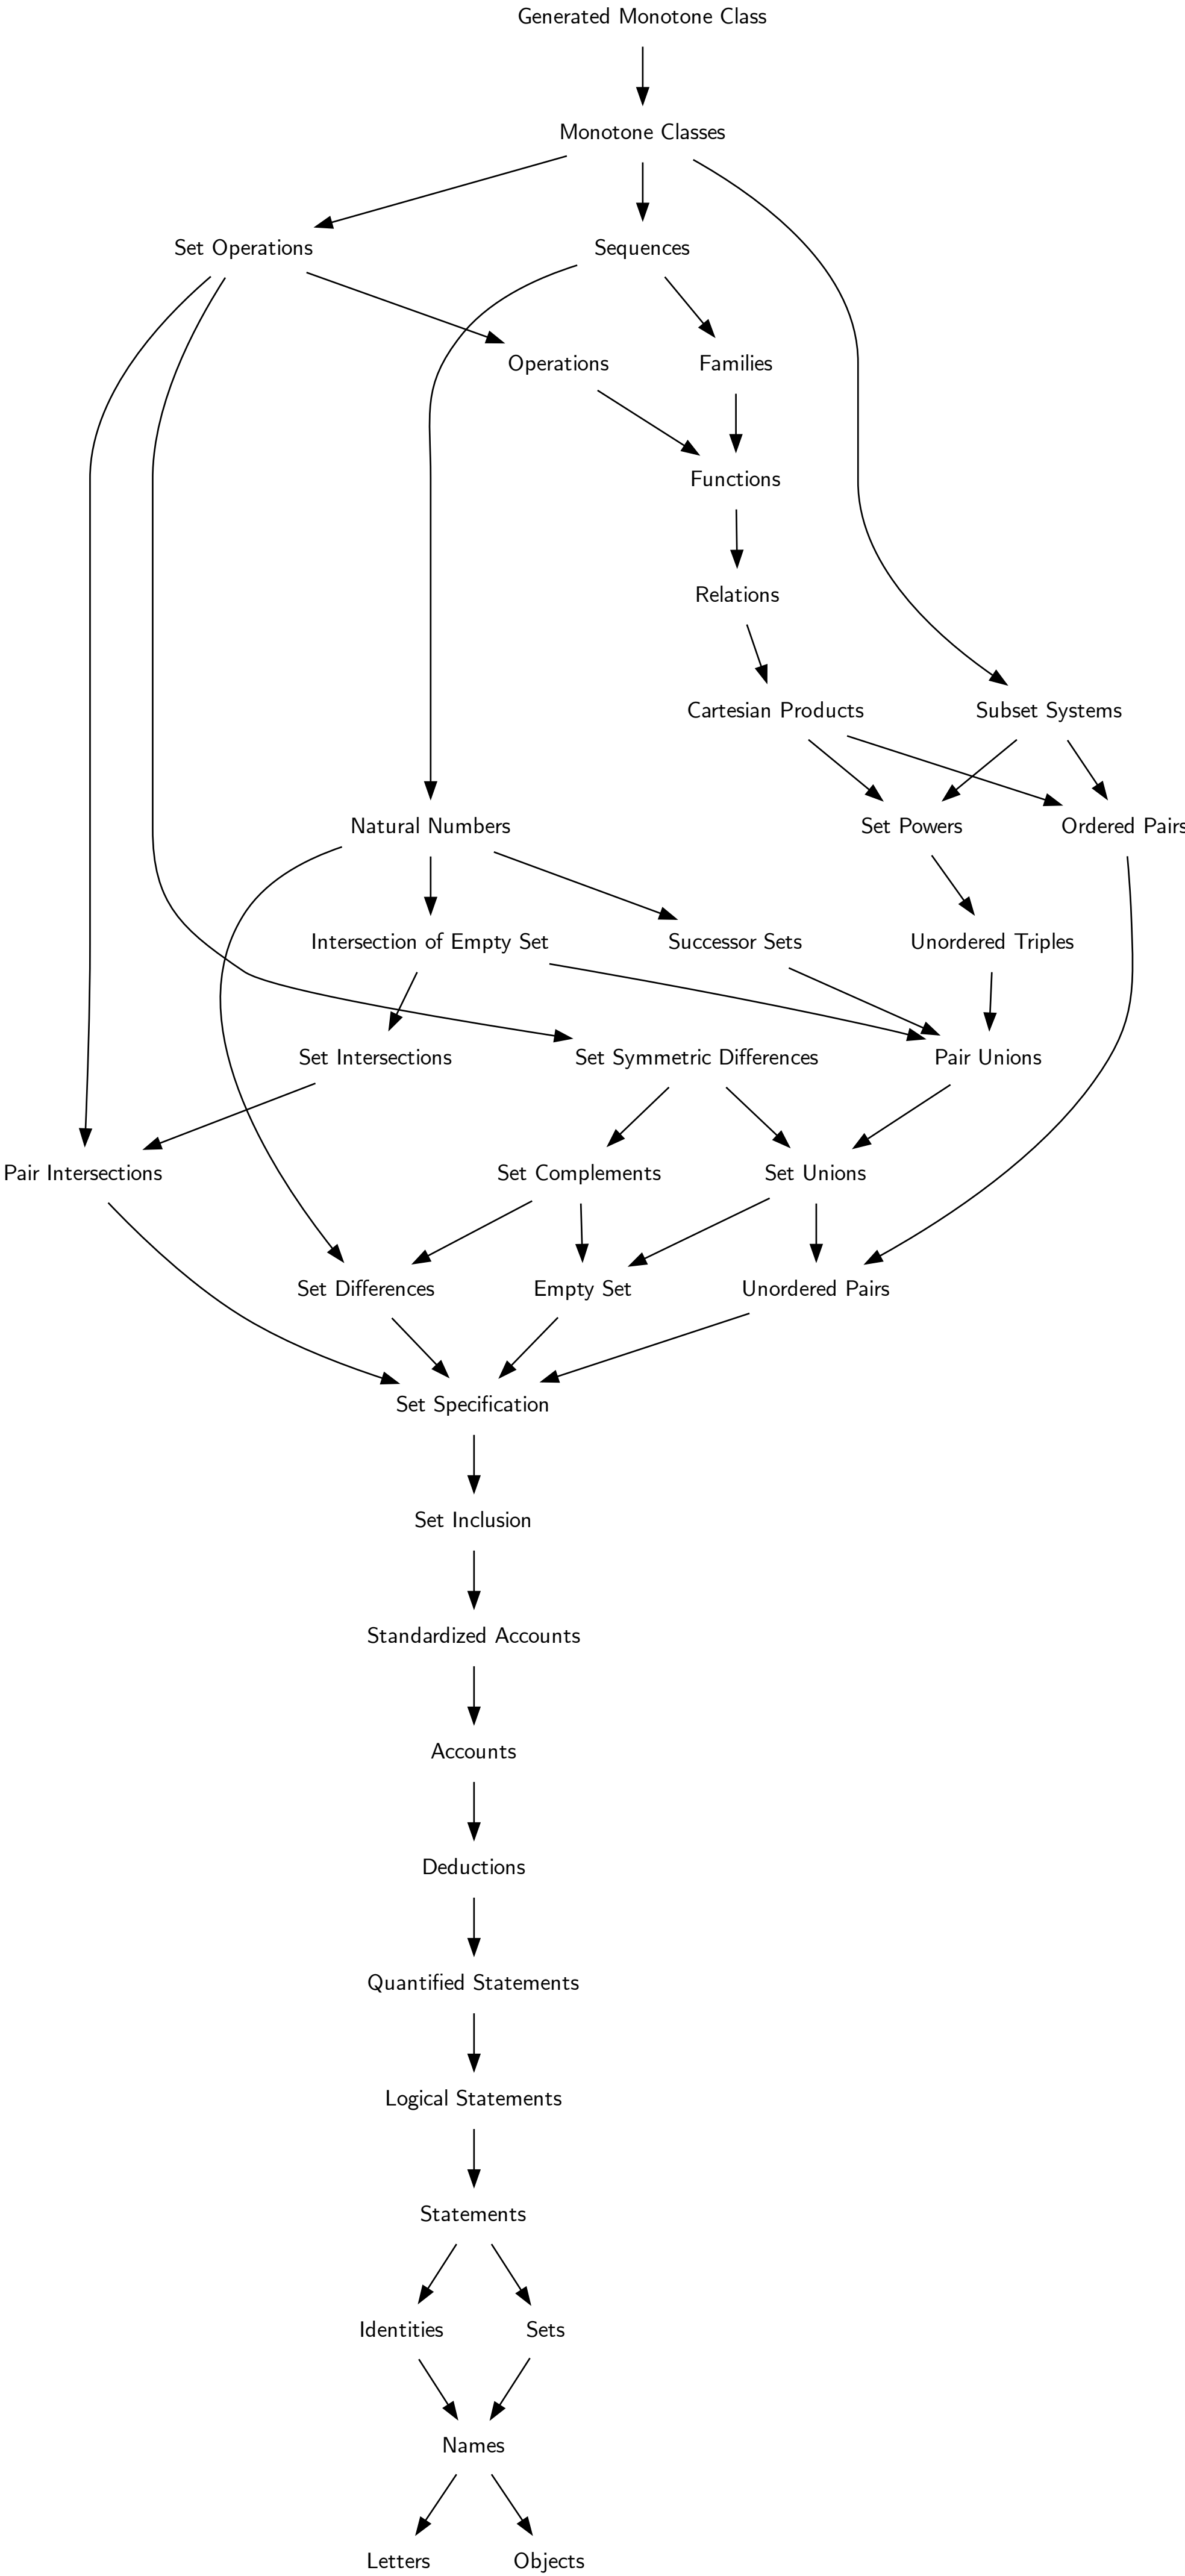 Generated Monotone Class
Monotone Classes
Set Operations
Sequences
Operations
Families
Functions
Relations
Cartesian Products
Subset Systems
Natural Numbers
Set Powers
Ordered Pairs
Intersection of Empty Set
Successor Sets
Unordered Triples
Set Intersections
Set Symmetric Differences
Pair Unions
Pair Intersections
Set Complements
Set Unions
Set Differences
Empty Set
Unordered Pairs
Set Specification
Set Inclusion
Standardized Accounts
Accounts
Deductions
Quantified Statements
Logical Statements
Statements
Identities
Sets
Names
Letters
Objects